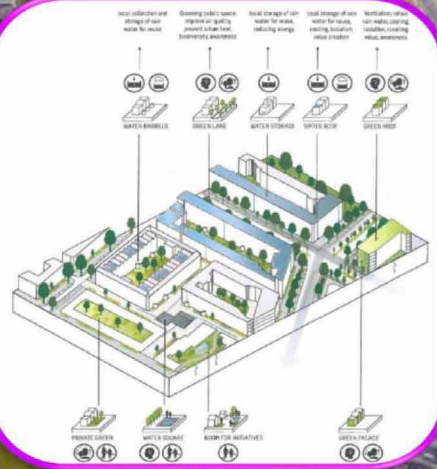 local collection and
storage of rain
water for reuse
Greening public space,
improve air quality,
prevent urban heat,
biodiversity, awareness
local storage of rain
water for reuse,
reducing energy
local storage of rain
water for reuse,
cooling, isolation,
value creation
retain
rain water, cooling,
isolation, creating
value, awareness
WATER BARRELS
GREEN LANE
WATER STORAGE
WATER ROOF
GREEN ROOF
PRIVATE GREEN
WATER SQUARE
ROOM FOR INITIATIVES
GREEN FACADE